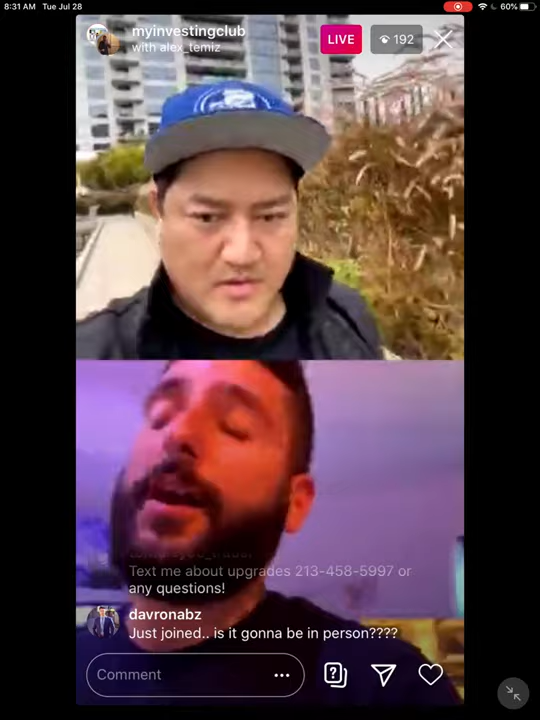 8:31 AM Tue Jul 28
60%
myinvestingclub
LIVE
192
with alex_temiz
Text me about upgrades 213-458-5997 or
any questions!
davronabz
Just joined.. is it gonna be in person????
Comment